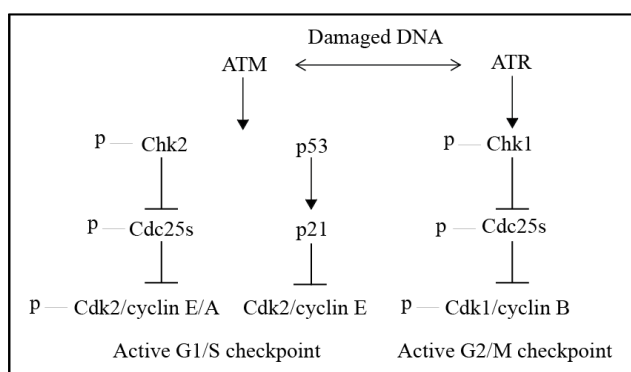 Damaged DNA
ATM ATR
p Chk2 p53 p Chk1
p Cdc25s p21 p Cdc25s
p Cdk2/cyclin E/A Cdk2/cyclin E p Cdk1/cyclin B
Active G1/S checkpoint Active G2/M checkpoint